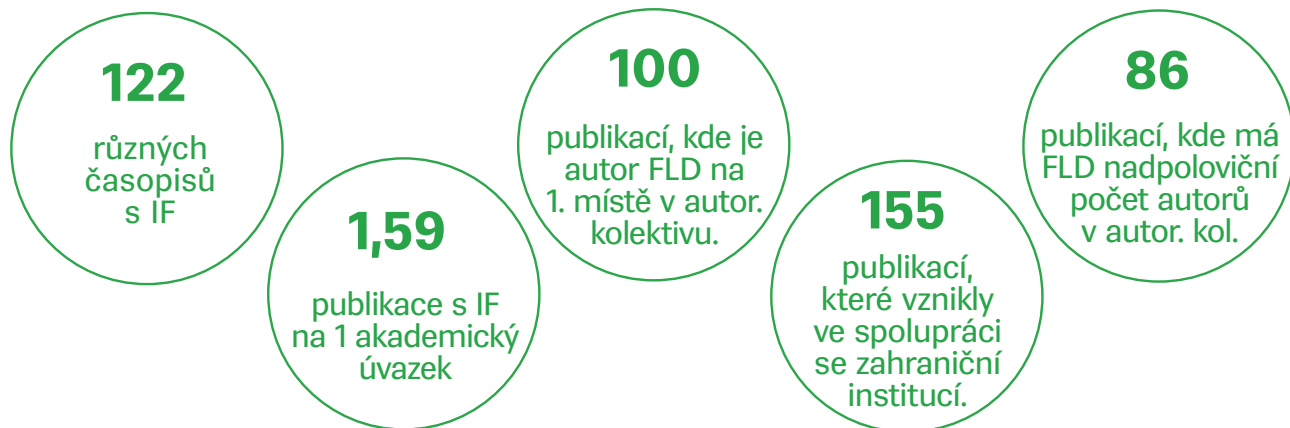 122
různých
časopisů
s IF
1,59
publikace s IF
na 1 akademický
úvazek
100
publikací, kde je
autor FLD na
1. místě v autor.
kolektivu.
155
publikací,
které vznikly
ve spolupráci
se zahraniční
institucí.
86
publikací, kde má
FLD nadpoloviční
počet autorů
v autor. kol.